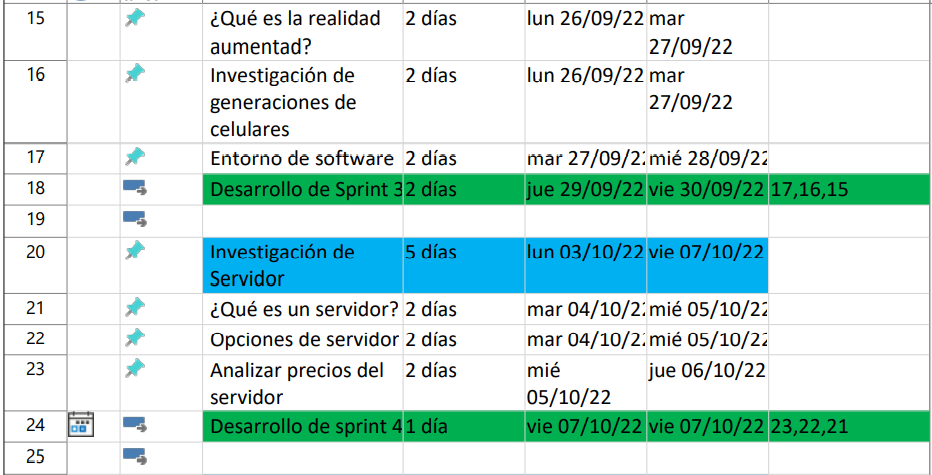 15 ¿Qué es la realidad 2 días lun 26/09/22 mar
aumentad? 27/09/22
16 Investigación de 2 días lun 26/09/22 mar
generaciones de 27/09/22
celulares
17 Entorno de software 2 días mar 27/09/22 mié 28/09/22
18 Desarrollo de Sprint 3 2 días jue 29/09/22 vie 30/09/22 17,16,15
19
20 Investigación de 5 días lun 03/10/22 vie 07/10/22
Servidor
21 ¿Qué es un servidor? 2 días mar 04/10/22 mié 05/10/22
22 Opciones de servidor 2 días mar 04/10/22 mié 05/10/22
23 Analizar precios del 2 días mié jue 06/10/22
servidor 05/10/22
24 Desarrollo de sprint 4 1 día vie 07/10/22 vie 07/10/22 23,22,21
25